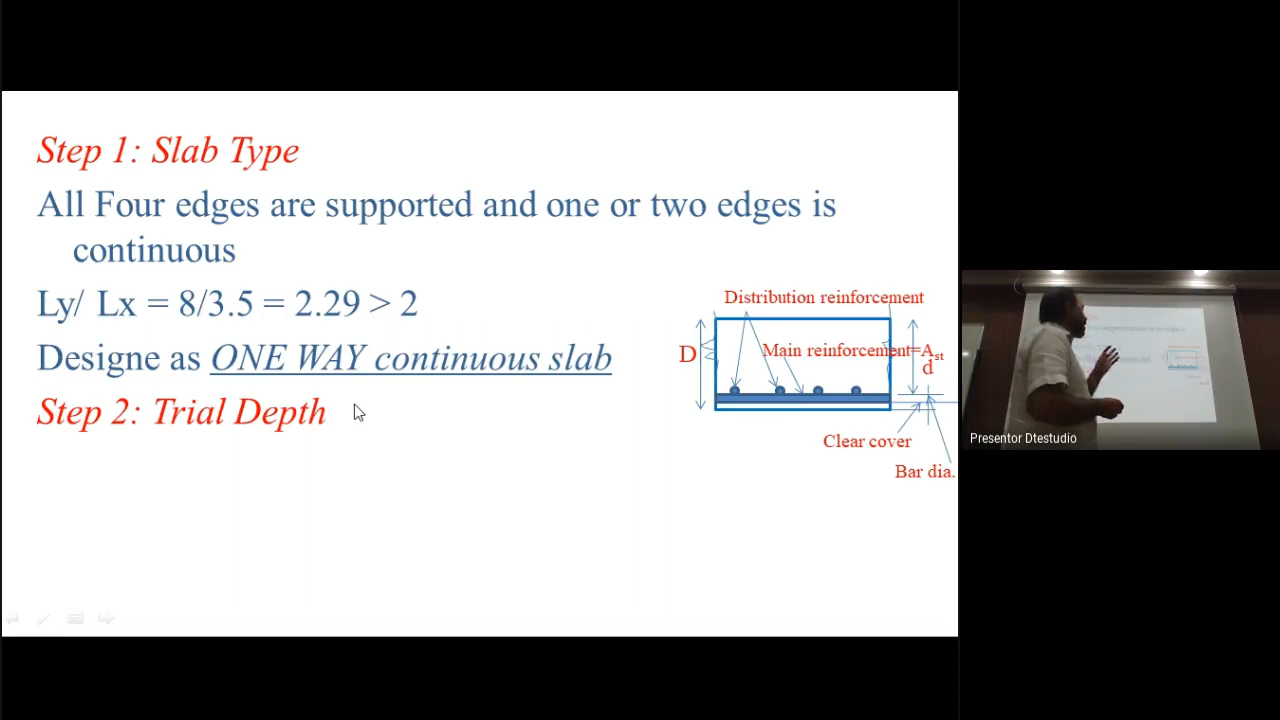 Step 1: Slab Type
All Four edges are supported and one or two edges is
continuous
Ly/ Lx = 8/3.5 = 2.29 > 2
Designe as ONE WAY continuous slab
Step 2: Trial Depth
Distribution reinforcement
D
Main reinforcement=Ast
d
Clear cover
Bar dia.
Presentor Dtestudio